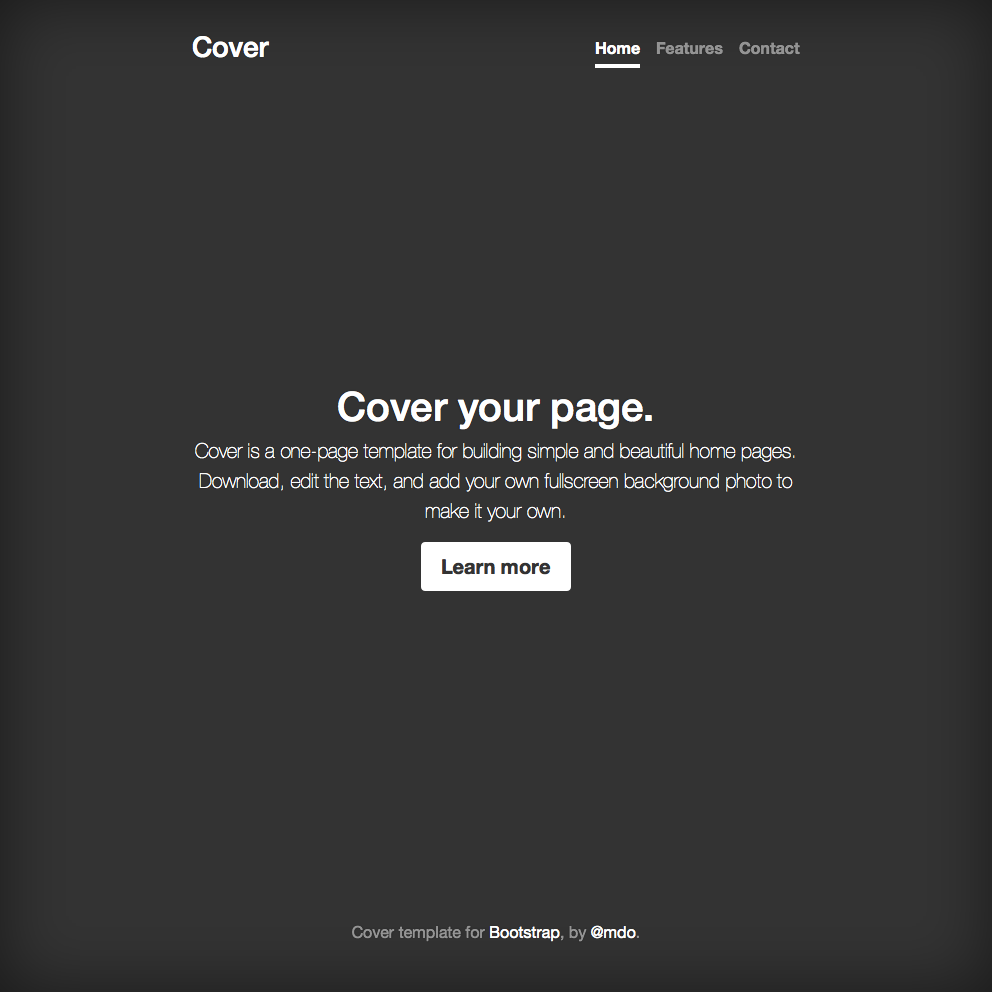 Cover
Home Features Contact
Cover your page.
Cover is a one-page template for building simple and beautiful home pages.
Download, edit the text, and add your own fullscreen background photo to
make it your own.
Learn more
Cover template for Bootstrap, by @mdo.